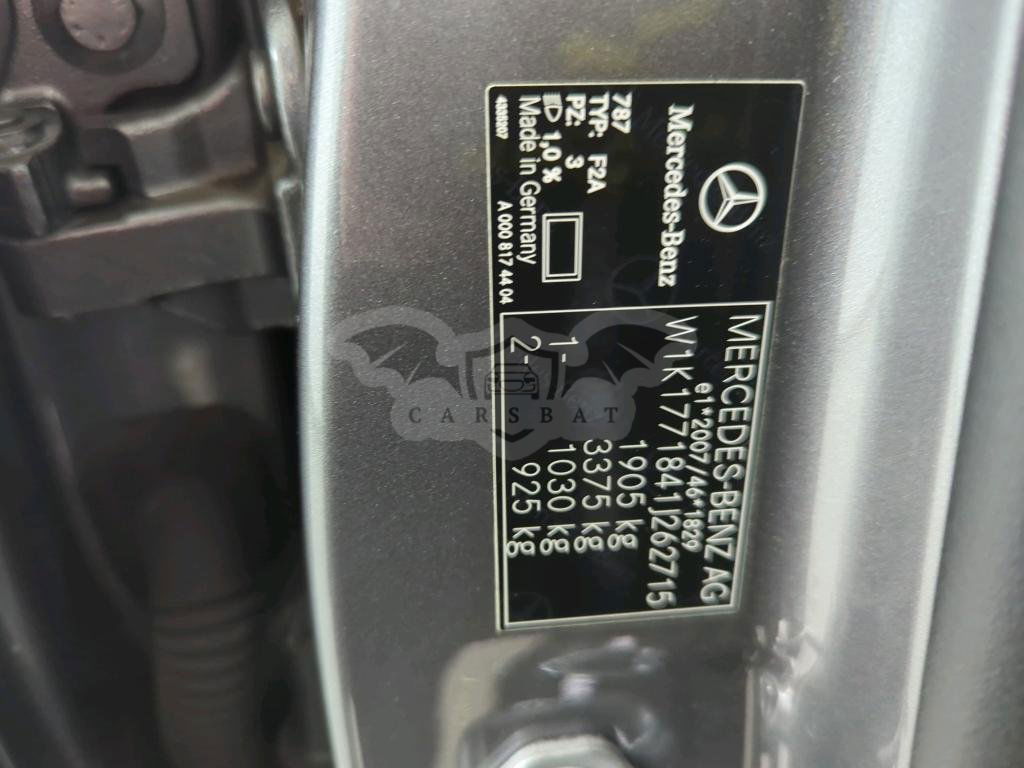 Mercedes-Benz
787
TYP: F2A
PZ: 3
1,0 %
Made in Germany
4835207
A 000 817 44 04
MERCEDES-BENZ AG
e1*2007/46*1829
W1K1771841J262715
1905 kg
3375 kg
1- 1030 kg
2- 925 kg
CARSBAT